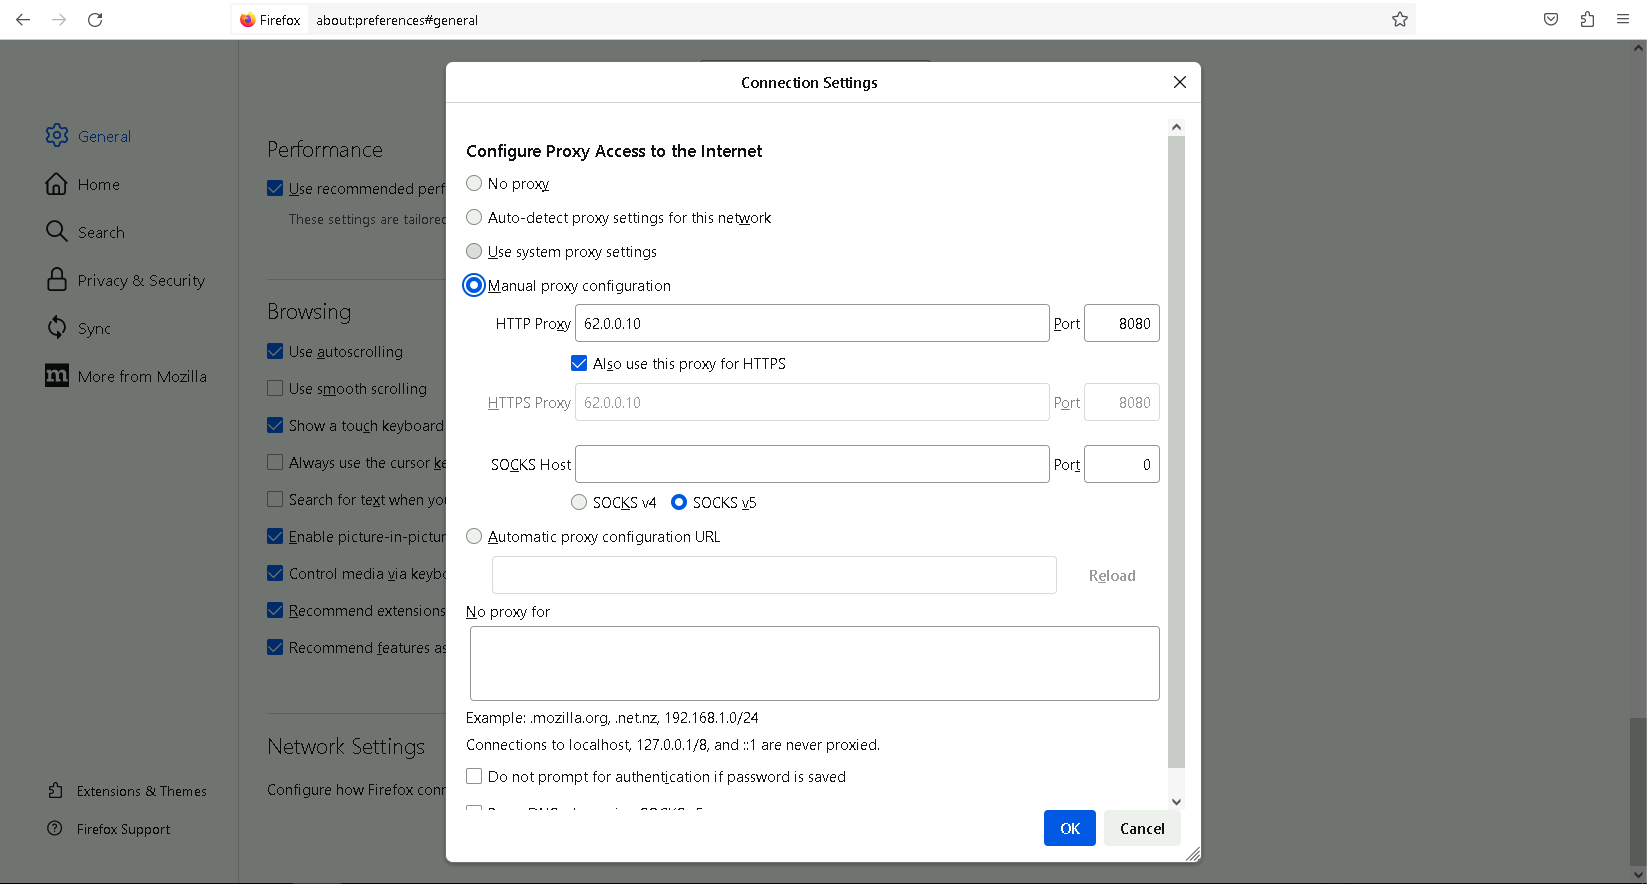 Firefox about:preferences#general
Connection Settings
General
Home
Search
Privacy & Security
Sync
m More from Mozilla
Extensions & Themes
Firefox Support
Performance
Use recommended perf
These settings are tailored
Browsing
Use autoscrolling
Use smooth scrolling
Show a touch keyboard
Always use the cursor ke
Search for text when you
Enable picture-in-pictur
Control media via keybo
Recommend extensions
Recommend features as
Network Settings
Configure how Firefox conn
Configure Proxy Access to the Internet
No proxy
Auto-detect proxy settings for this network
Use system proxy settings
Manual proxy configuration
HTTP Proxy 62.0.0.10 Port 8080
Also use this proxy for HTTPS
HTTPS Proxy 62.0.0.10 Port 8080
SOCKS Host Port 0
SOCKS v4 SOCKS v5
Automatic proxy configuration URL
Reload
No proxy for
Example: .mozilla.org, .net.nz, 192.168.1.0/24
Connections to localhost, 127.0.0.1/8, and ::1 are never proxied.
Do not prompt for authentication if password is saved
OK Cancel